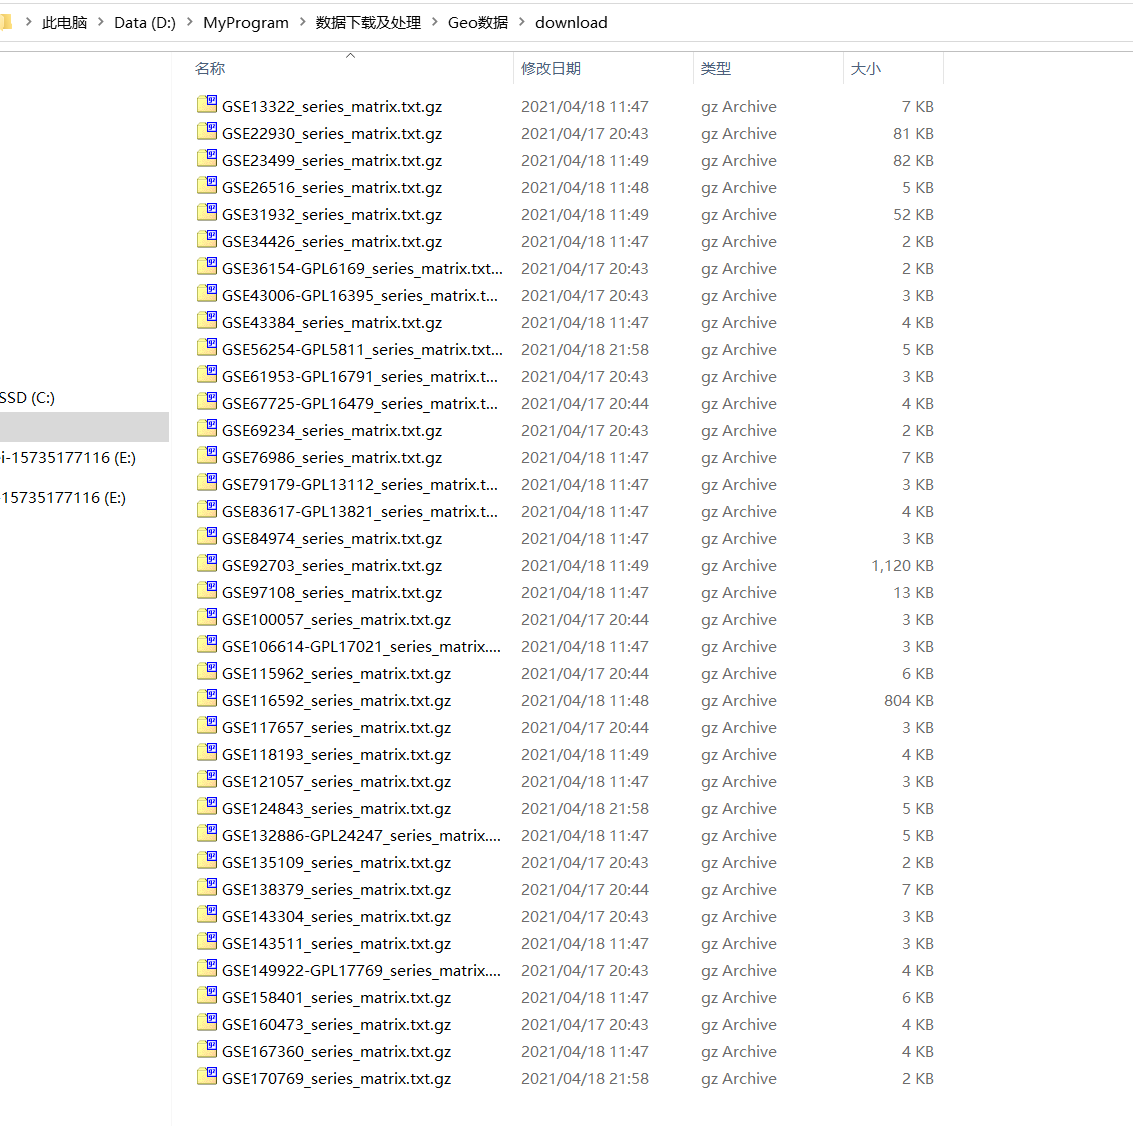 此电脑 > Data (D:) > MyProgram > 数据下载及处理 > Geo数据 > download
名称 修改日期 类型 大小
GSE13322_series_matrix.txt.gz 2021/04/18 11:47 gz Archive 7 KB
GSE22930_series_matrix.txt.gz 2021/04/17 20:43 gz Archive 81 KB
GSE23499_series_matrix.txt.gz 2021/04/18 11:49 gz Archive 82 KB
GSE26516_series_matrix.txt.gz 2021/04/18 11:48 gz Archive 5 KB
GSE31932_series_matrix.txt.gz 2021/04/18 11:49 gz Archive 52 KB
GSE34426_series_matrix.txt.gz 2021/04/18 11:47 gz Archive 2 KB
GSE36154-GPL6169_series_matrix.txt... 2021/04/17 20:43 gz Archive 2 KB
GSE43006-GPL16395_series_matrix.t... 2021/04/17 20:43 gz Archive 3 KB
GSE43384_series_matrix.txt.gz 2021/04/18 11:47 gz Archive 4 KB
GSE56254-GPL5811_series_matrix.txt... 2021/04/18 21:58 gz Archive 5 KB
GSE61953-GPL16791_series_matrix.t... 2021/04/17 20:43 gz Archive 3 KB
SSD (C:)
GSE67725-GPL16479_series_matrix.t... 2021/04/17 20:44 gz Archive 4 KB
GSE69234_series_matrix.txt.gz 2021/04/17 20:43 gz Archive 2 KB
i-15735177116 (E:)
GSE76986_series_matrix.txt.gz 2021/04/18 11:47 gz Archive 7 KB
GSE79179-GPL13112_series_matrix.t... 2021/04/18 11:47 gz Archive 3 KB
15735177116 (E:)
GSE83617-GPL13821_series_matrix.t... 2021/04/18 11:47 gz Archive 4 KB
GSE84974_series_matrix.txt.gz 2021/04/18 11:47 gz Archive 3 KB
GSE92703_series_matrix.txt.gz 2021/04/18 11:49 gz Archive 1,120 KB
GSE97108_series_matrix.txt.gz 2021/04/18 11:47 gz Archive 13 KB
GSE100057_series_matrix.txt.gz 2021/04/17 20:44 gz Archive 3 KB
GSE106614-GPL17021_series_matrix.... 2021/04/18 11:47 gz Archive 3 KB
GSE115962_series_matrix.txt.gz 2021/04/17 20:44 gz Archive 6 KB
GSE116592_series_matrix.txt.gz 2021/04/18 11:48 gz Archive 804 KB
GSE117657_series_matrix.txt.gz 2021/04/17 20:44 gz Archive 3 KB
GSE118193_series_matrix.txt.gz 2021/04/18 11:49 gz Archive 4 KB
GSE121057_series_matrix.txt.gz 2021/04/18 11:47 gz Archive 3 KB
GSE124843_series_matrix.txt.gz 2021/04/18 21:58 gz Archive 5 KB
GSE132886-GPL24247_series_matrix.... 2021/04/18 11:47 gz Archive 5 KB
GSE135109_series_matrix.txt.gz 2021/04/17 20:43 gz Archive 2 KB
GSE138379_series_matrix.txt.gz 2021/04/17 20:44 gz Archive 7 KB
GSE143304_series_matrix.txt.gz 2021/04/17 20:43 gz Archive 3 KB
GSE143511_series_matrix.txt.gz 2021/04/18 11:47 gz Archive 3 KB
GSE149922-GPL17769_series_matrix.... 2021/04/17 20:43 gz Archive 4 KB
GSE158401_series_matrix.txt.gz 2021/04/18 11:47 gz Archive 6 KB
GSE160473_series_matrix.txt.gz 2021/04/17 20:43 gz Archive 4 KB
GSE167360_series_matrix.txt.gz 2021/04/18 11:47 gz Archive 4 KB
GSE170769_series_matrix.txt.gz 2021/04/18 21:58 gz Archive 2 KB